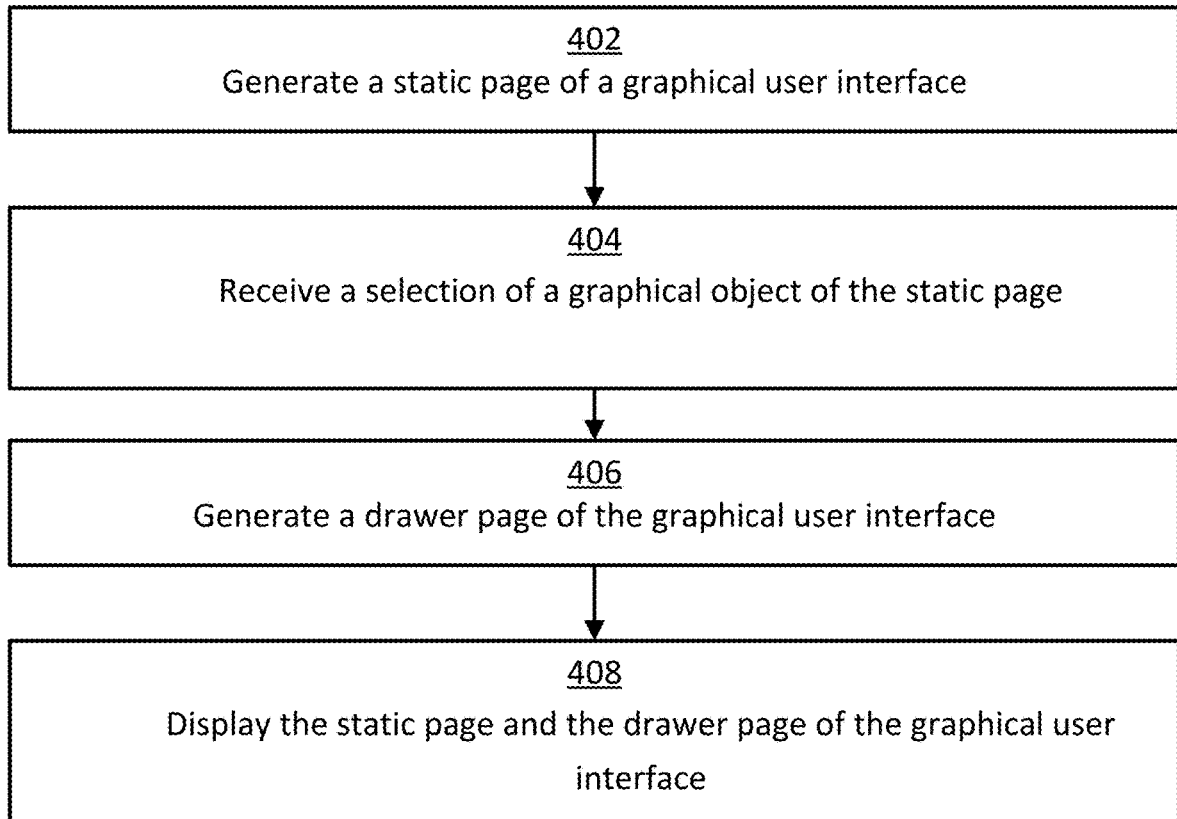 402
Generate a static page of a graphical user interface
404
Receive a selection of a graphical object of the static page
406
Generate a drawer page of the graphical user interface
408
Display the static page and the drawer page of the graphical user
interface